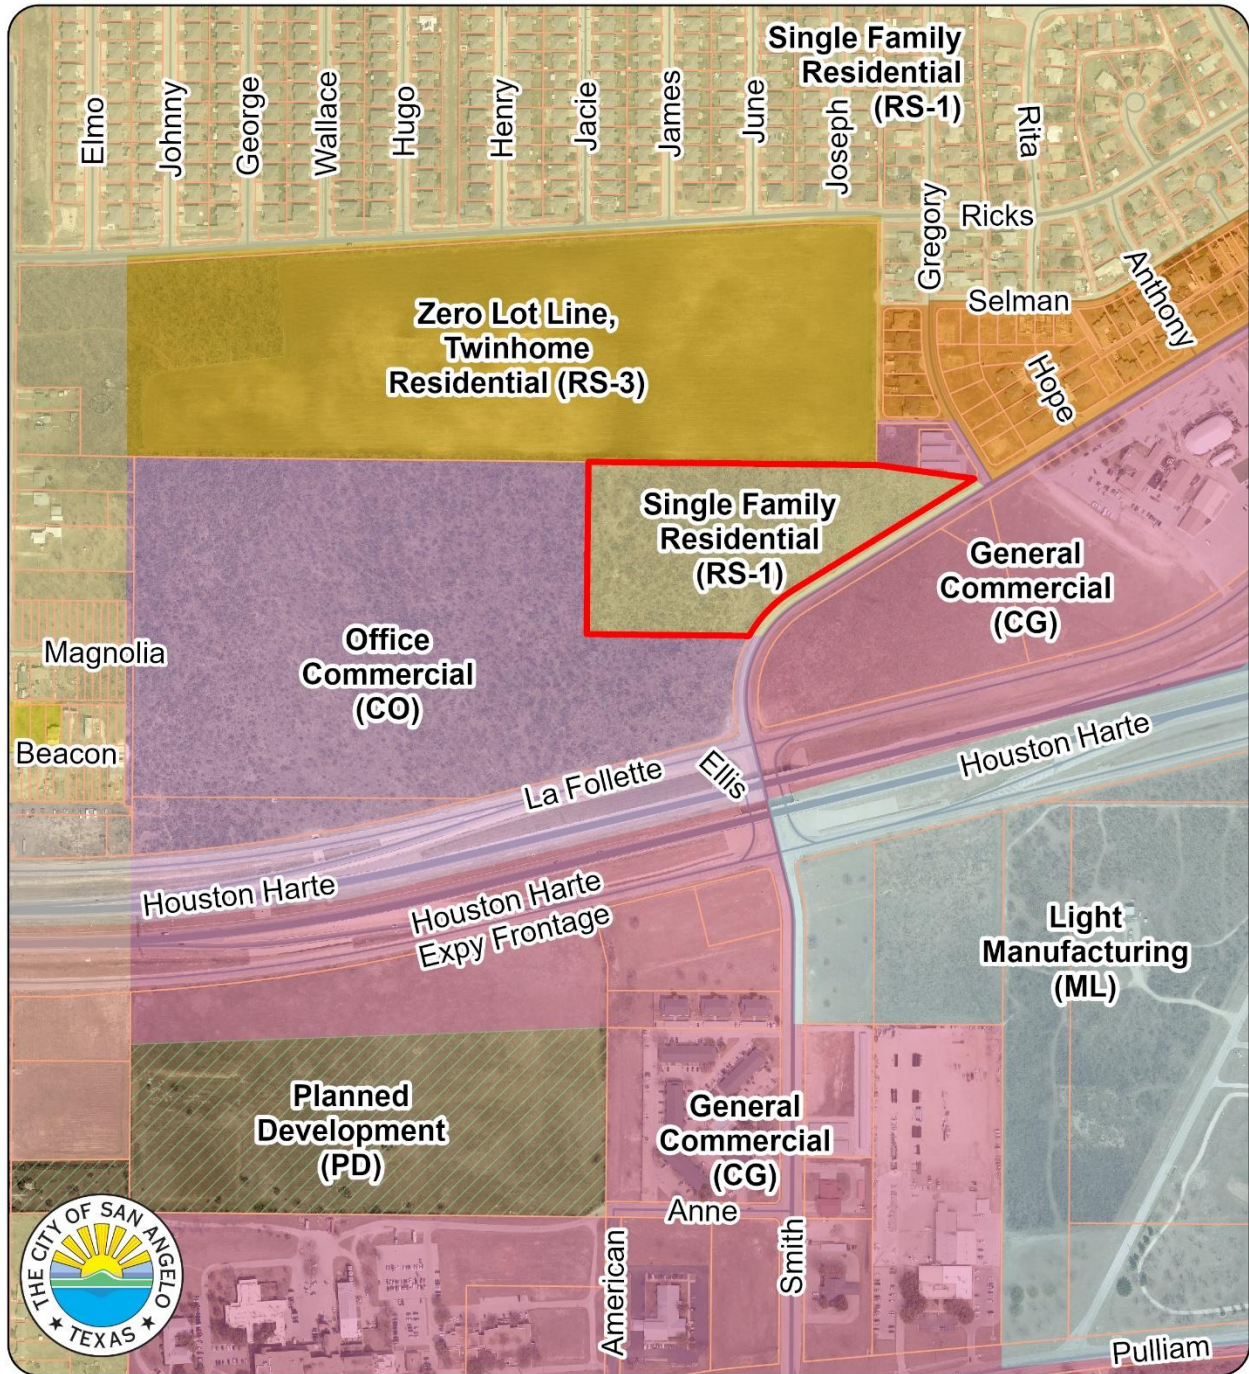 Single Family
Residential
(RS-1)
Elmo
Johnny
George
Wallace
Hugo
Henry
Jacie
James
June
Joseph
Rita
Gregory
Ricks
Selman
Anthony
Hope
Zero Lot Line,
Twinhome
Residential (RS-3)
Single Family
Residential
(RS-1)
General
Commercial
(CG)
Office
Commercial
(CO)
Magnolia
Beacon
La Follette
Ellis
Houston Harte
Houston Harte
Houston Harte
Expy Frontage
Light
Manufacturing
(ML)
Planned
Development
(PD)
General
Commercial
(CG)
Anne
American
Smith
Pulliam
THE CITY OF SAN ANGELO
★ TEXAS ★